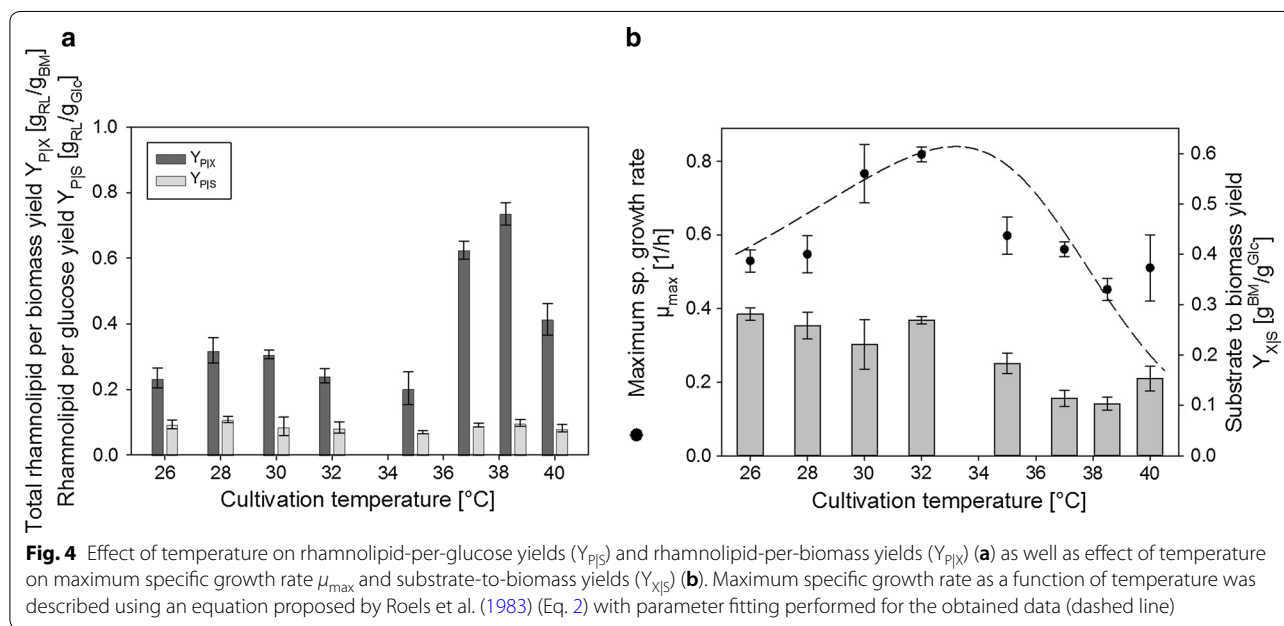 a
Total rhamnolipid per biomass yield Y_P|X [g_RL/g_BM]
Rhamnolipid per glucose yield Y_P|S [g_RL/g_Glc]
1.0
0.8
0.6
0.4
0.2
0.0
Y_P|X
Y_P|S
26 28 30 32 34 36 38 40
Cultivation temperature [°C]
b
Maximum sp. growth rate
μ_max [1/h]
0.8
0.6
0.4
0.2
0.0
0.6
0.5
0.4
0.3
0.2
0.1
0.0
Substrate to biomass yield
Y_X|S [g^BM/g^Glc]
26 28 30 32 34 36 38 40
Cultivation temperature [°C]
Fig. 4 Effect of temperature on rhamnolipid-per-glucose yields (Y_P|S) and rhamnolipid-per-biomass yields (Y_P|X) (a) as well as effect of temperature
on maximum specific growth rate μ_max and substrate-to-biomass yields (Y_X|S) (b). Maximum specific growth rate as a function of temperature was
described using an equation proposed by Roels et al. (1983) (Eq. 2) with parameter fitting performed for the obtained data (dashed line)